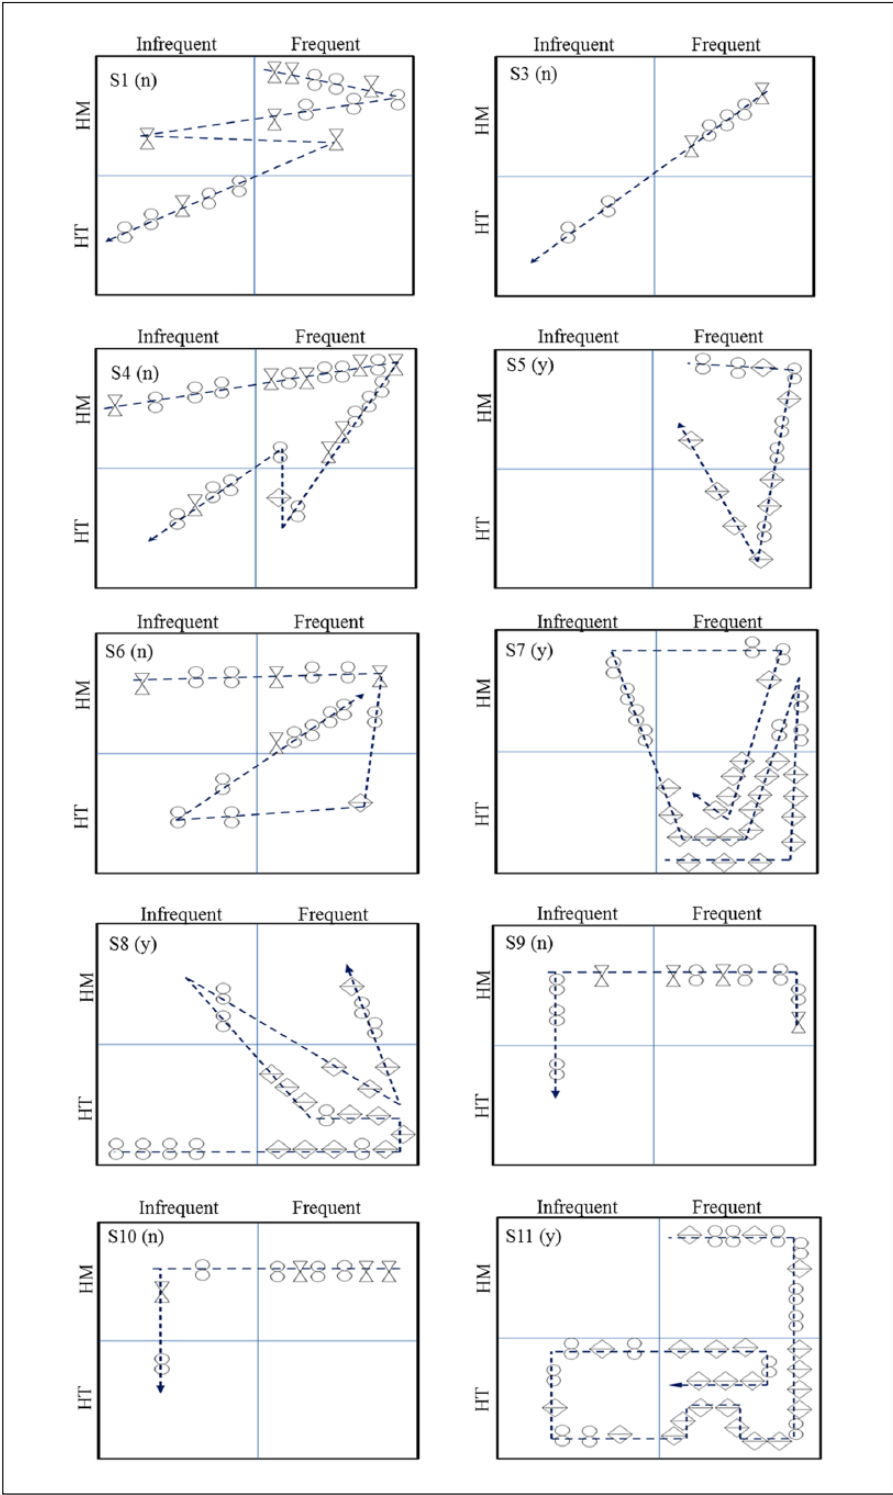 Infrequent Frequent Infrequent Frequent
S1 (n) S3 (n)
HM HM
HT HT
Infrequent Frequent Infrequent Frequent
S4 (n) S5 (y)
HM HM
HT HT
Infrequent Frequent Infrequent Frequent
S6 (n) S7 (y)
HM HM
HT HT
Infrequent Frequent Infrequent Frequent
S8 (y) S9 (n)
HM HM
HT HT
Infrequent Frequent Infrequent Frequent
S10 (n) S11 (y)
HM HM
HT HT